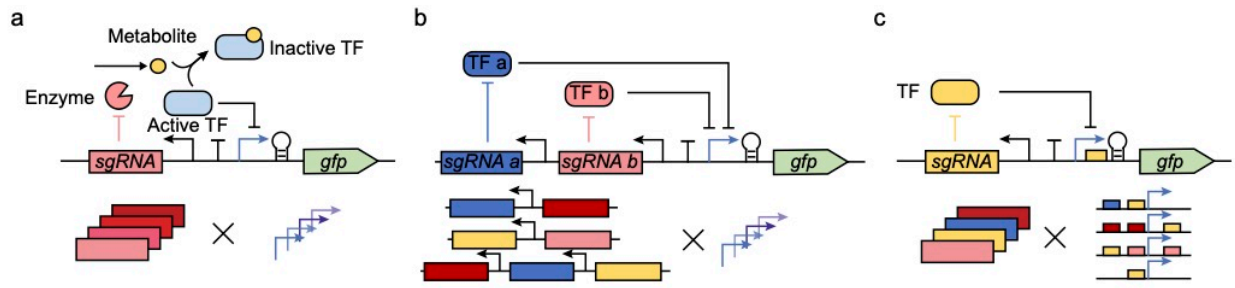 a
Metabolite
Inactive TF
Enzyme
Active TF
sgRNA
gfp
b
TF a
TF b
sgRNA a
sgRNA b
gfp
c
TF
sgRNA
gfp